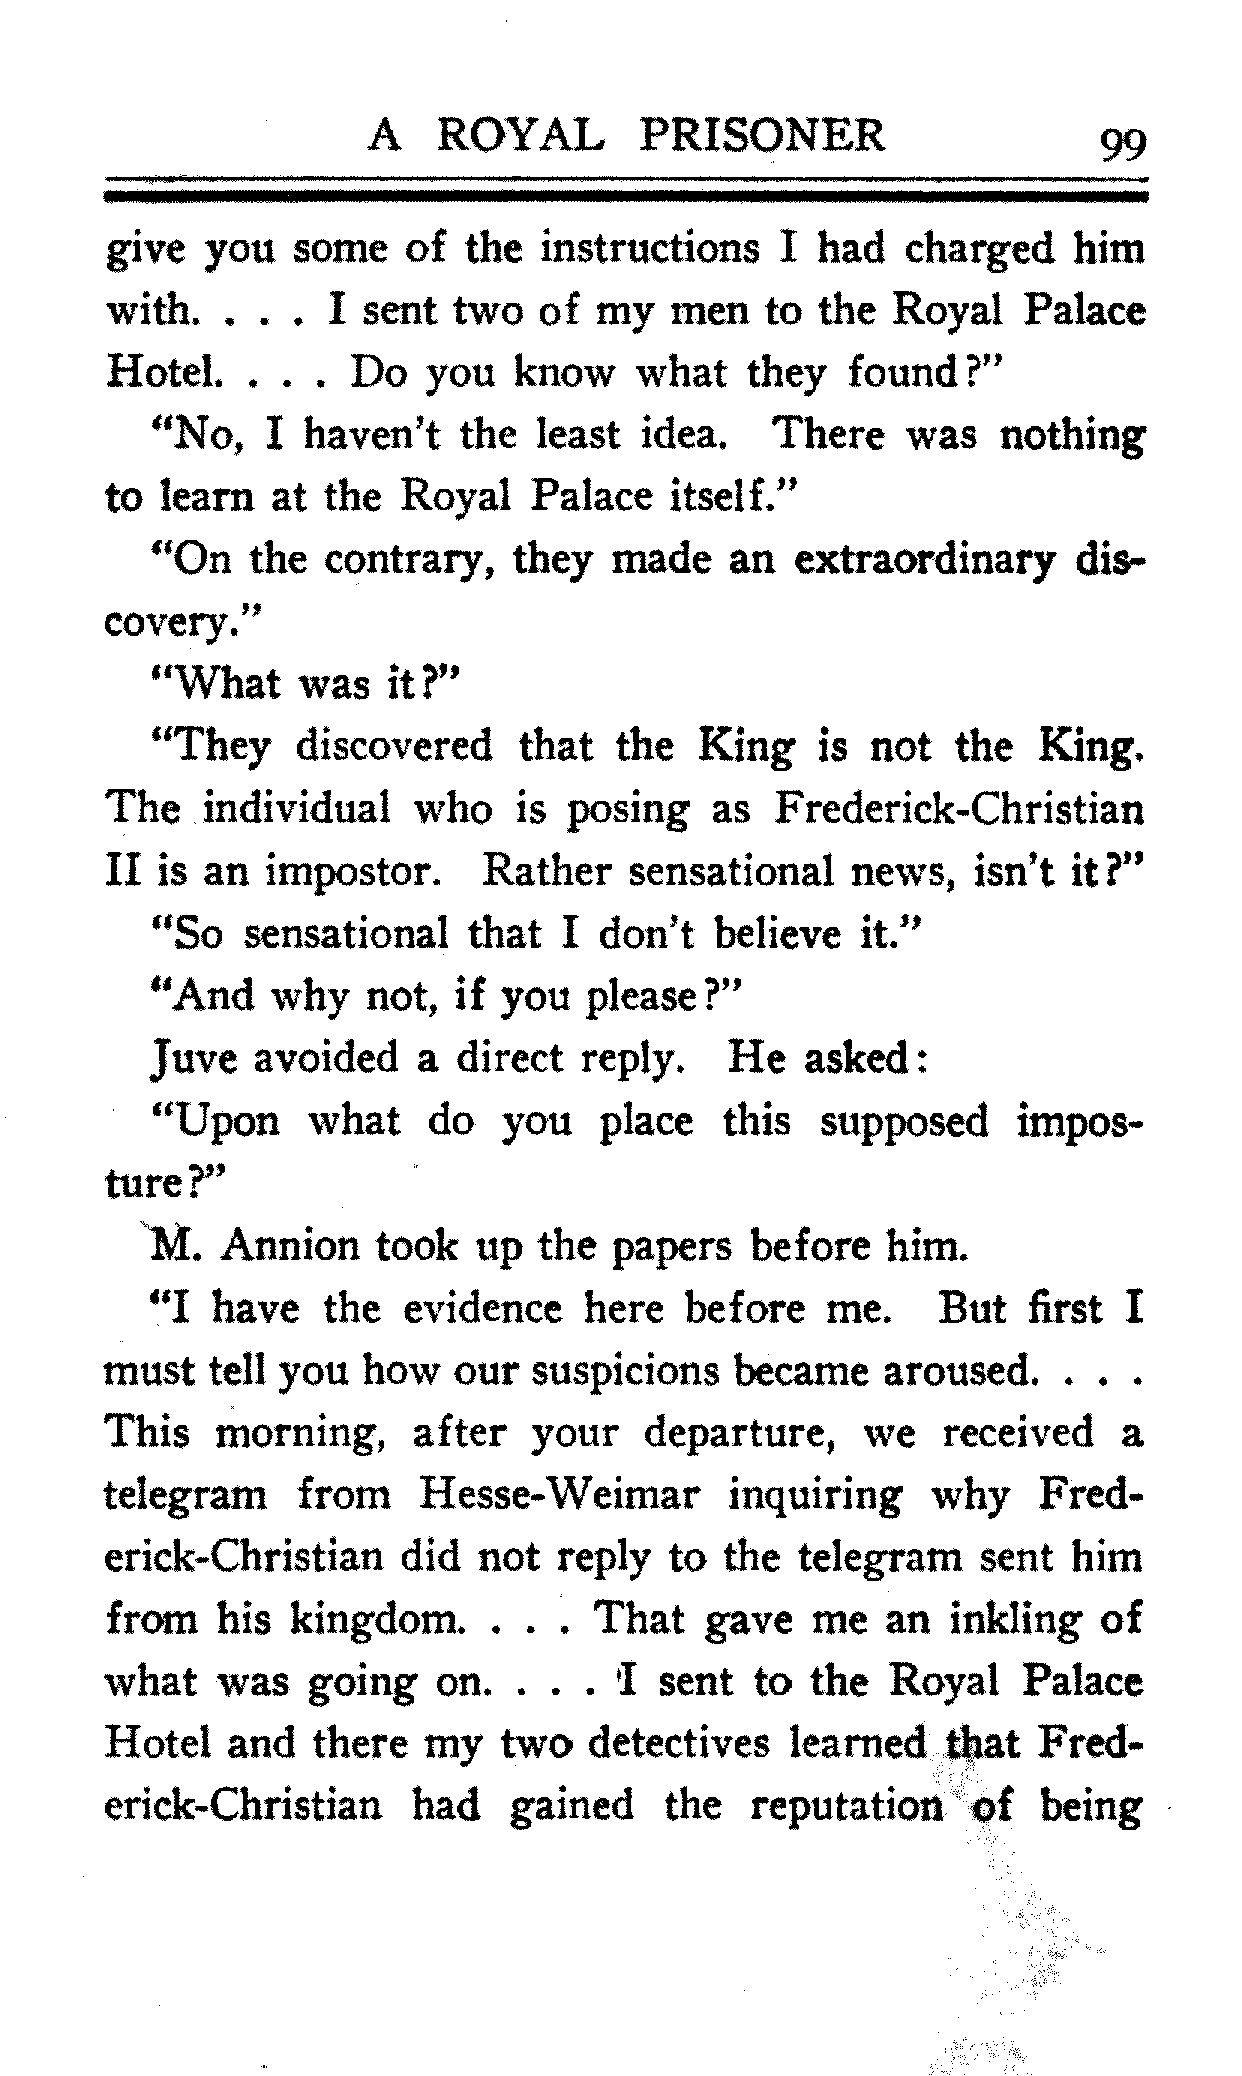 A ROYAL PRISONER 99
give you some of the instructions I had charged him
with. . . . I sent two of my men to the Royal Palace
Hotel. . . . Do you know what they found?"
"No, I haven't the least idea. There was nothing
to learn at the Royal Palace itself."
"On the contrary, they made an extraordinary dis-
covery."
"What was it?"
"They discovered that the King is not the King.
The individual who is posing as Frederick-Christian
II is an impostor. Rather sensational news, isn't it?"
"So sensational that I don't believe it."
"And why not, if you please?"
Juve avoided a direct reply. He asked:
"Upon what do you place this supposed impos-
ture?"
M. Annion took up the papers before him.
"I have the evidence here before me. But first I
must tell you how our suspicions became aroused. . . .
This morning, after your departure, we received a
telegram from Hesse-Weimar inquiring why Fred-
erick-Christian did not reply to the telegram sent him
from his kingdom. . . . That gave me an inkling of
what was going on. . . . I sent to the Royal Palace
Hotel and there my two detectives learned that Fred-
erick-Christian had gained the reputation of being